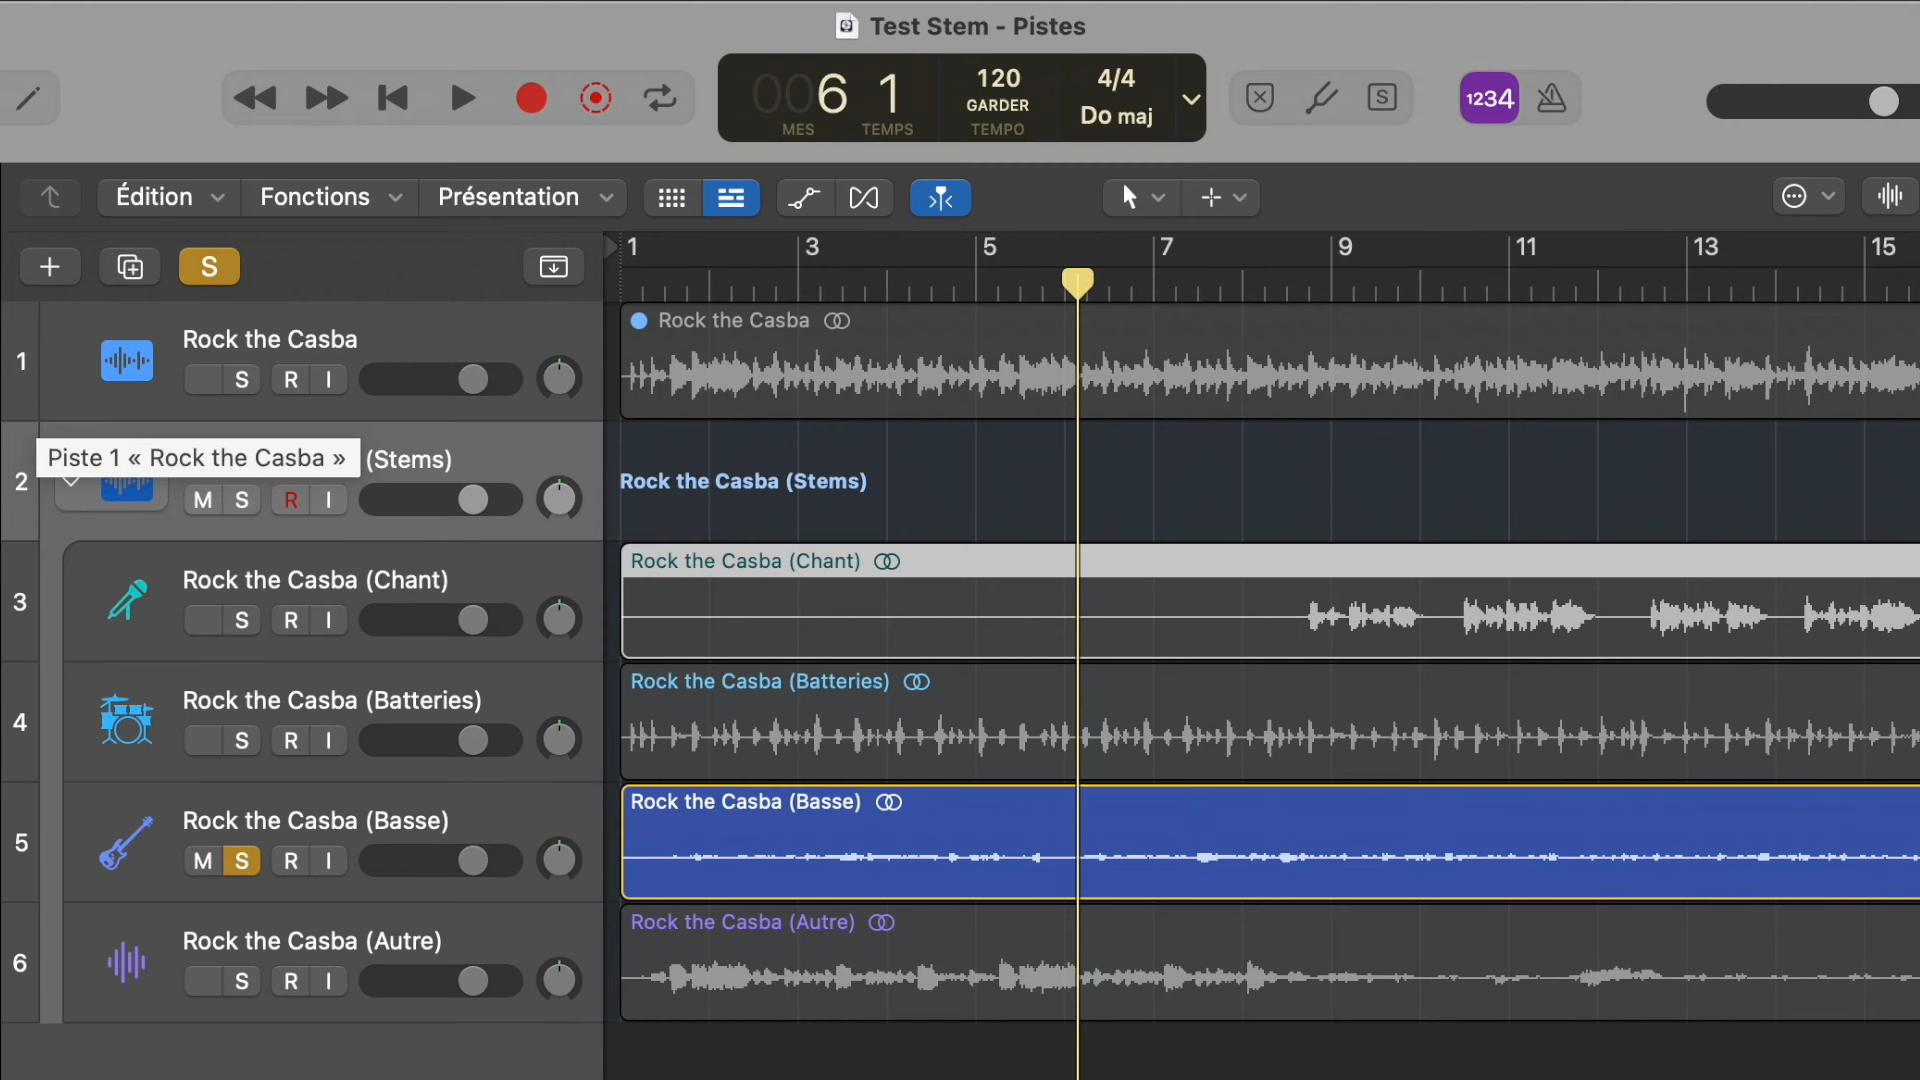 Test Stem - Pistes
006 1
120
GARDER
TEMPO
4/4
Do maj
MES
TEMPS
S
1234
Édition
Fonctions
Présentation
S
1
3
5
7
9
11
13
15
1
Rock the Casba
S
R
I
Rock the Casba
2
Piste 1 « Rock the Casba »
(Stems)
M
S
R
I
Rock the Casba (Stems)
3
Rock the Casba (Chant)
S
R
I
Rock the Casba (Chant)
4
Rock the Casba (Batteries)
S
R
I
Rock the Casba (Batteries)
5
Rock the Casba (Basse)
M
S
R
I
Rock the Casba (Basse)
6
Rock the Casba (Autre)
S
R
I
Rock the Casba (Autre)